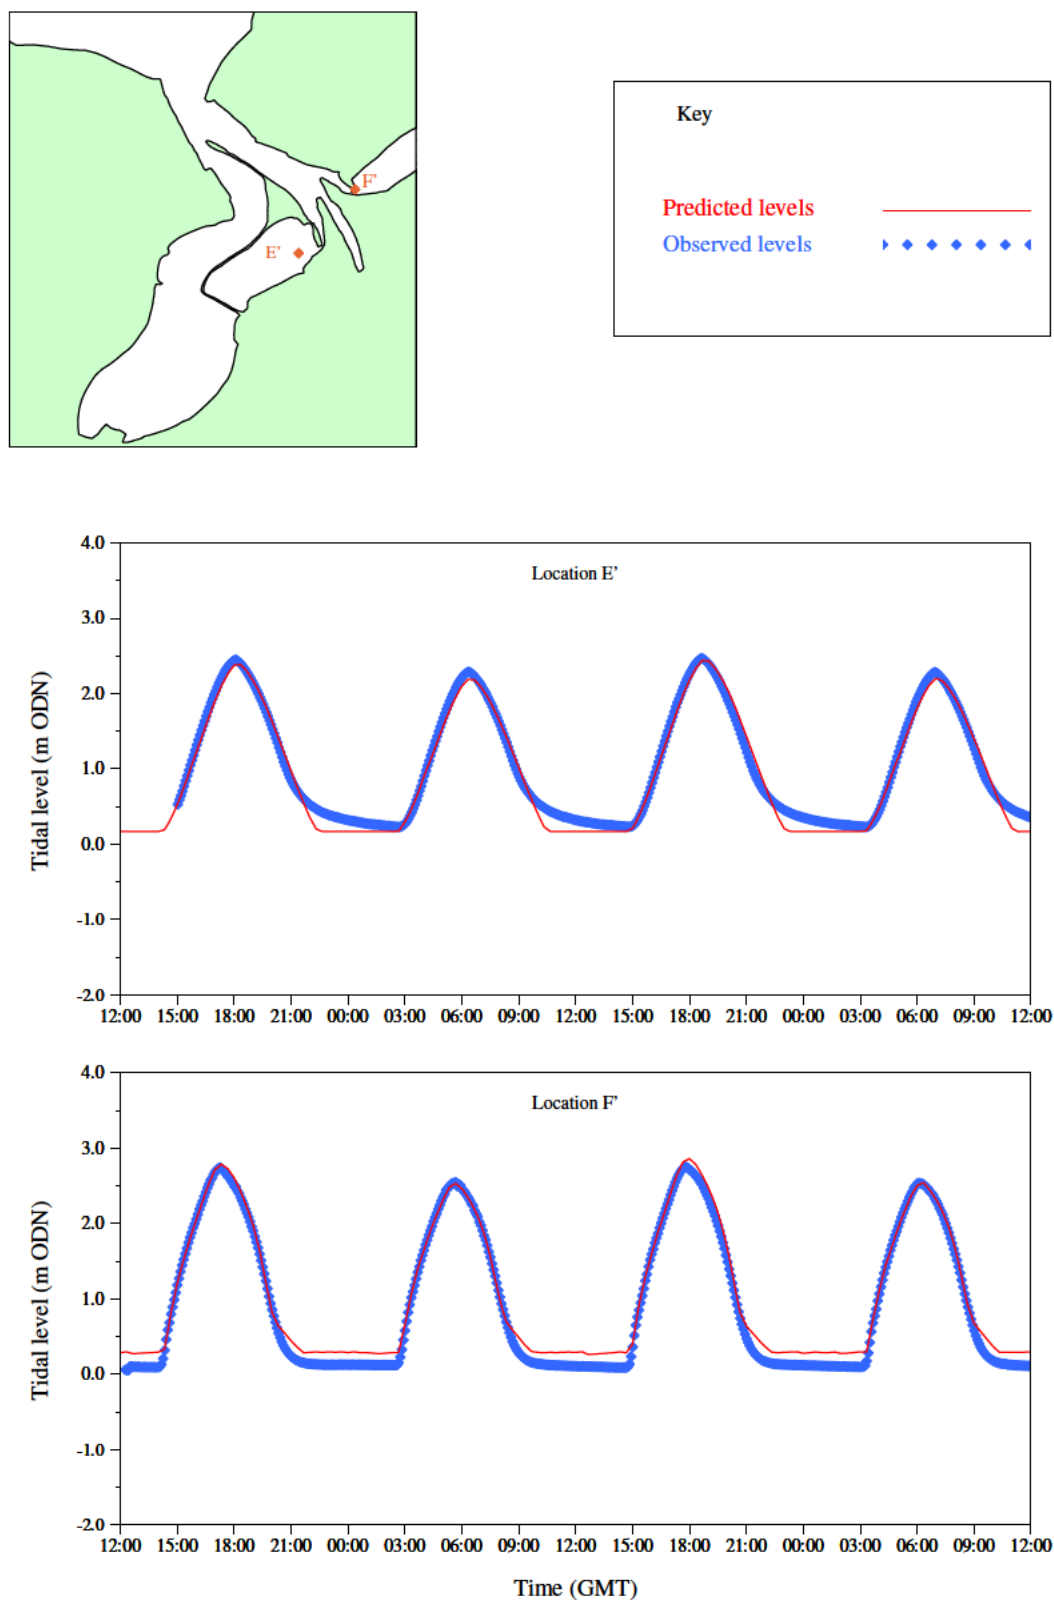 F'
E'
Key
Predicted levels
Observed levels
Location E'
Tidal level (m ODN)
4.0
3.0
2.0
1.0
0.0
-1.0
-2.0
12:00 15:00 18:00 21:00 00:00 03:00 06:00 09:00 12:00 15:00 18:00 21:00 00:00 03:00 06:00 09:00 12:00
Location F'
Tidal level (m ODN)
4.0
3.0
2.0
1.0
0.0
-1.0
-2.0
12:00 15:00 18:00 21:00 00:00 03:00 06:00 09:00 12:00 15:00 18:00 21:00 00:00 03:00 06:00 09:00 12:00
Time (GMT)